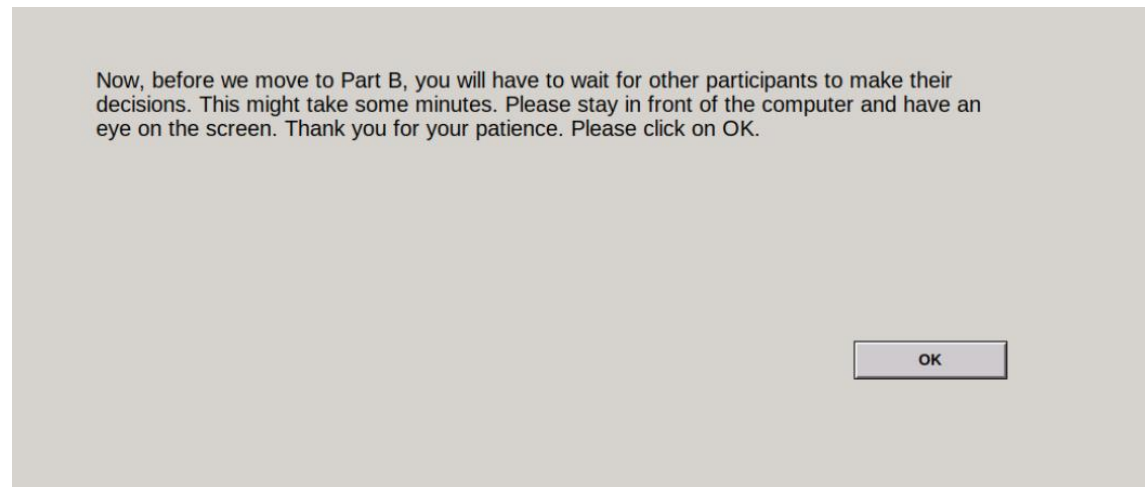 Now, before we move to Part B, you will have to wait for other participants to make their
decisions. This might take some minutes. Please stay in front of the computer and have an
eye on the screen. Thank you for your patience. Please click on OK.
OK